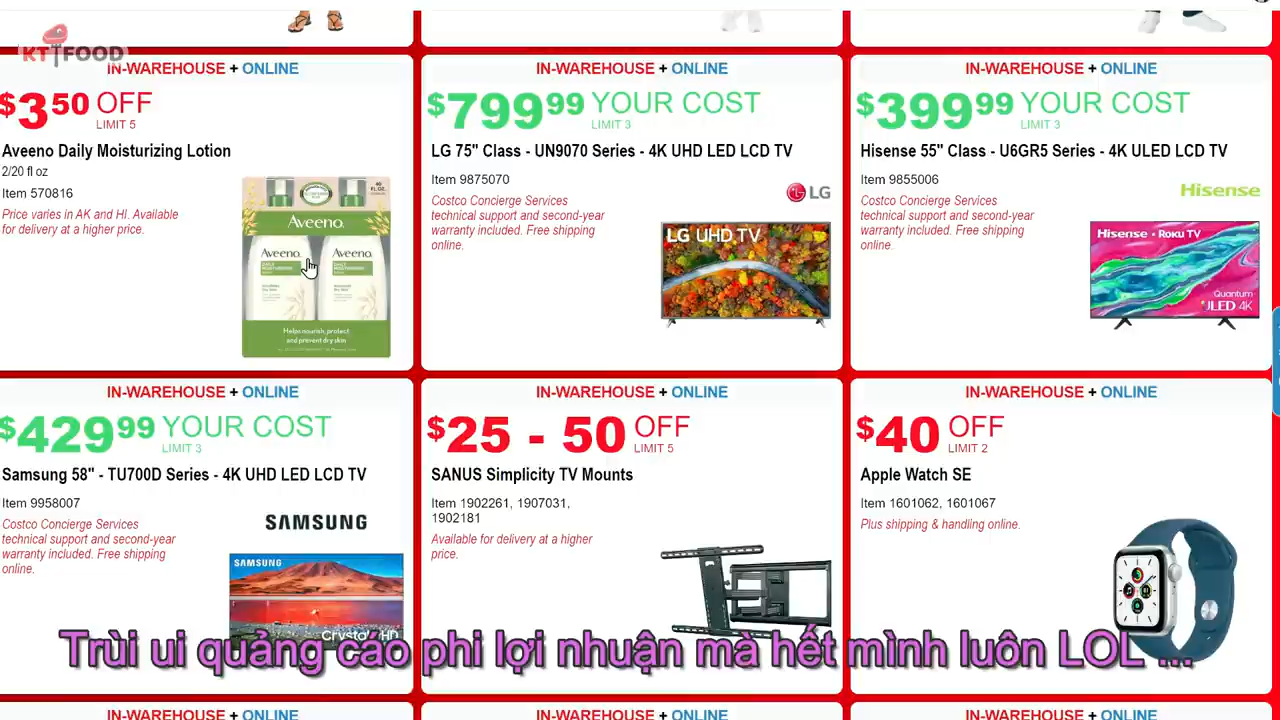 KTFOOD
IN-WAREHOUSE + ONLINE
$350 OFF
LIMIT 5
Aveeno Daily Moisturizing Lotion
2/20 fl oz
Item 570816
Price varies in AK and HI. Available
for delivery at a higher price.
Aveeno.
Aveeno.
Aveeno.
Helps nourish, protect
and prevent dry skin
IN-WAREHOUSE + ONLINE
$79999 YOUR COST
LIMIT 3
LG 75" Class - UN9070 Series - 4K UHD LED LCD TV
Item 9875070
Costco Concierge Services
technical support and second-year
warranty included. Free shipping
online.
LG
LG UHD TV
IN-WAREHOUSE + ONLINE
$39999 YOUR COST
LIMIT 3
Hisense 55" Class - U6GR5 Series - 4K ULED LCD TV
Item 9855006
Costco Concierge Services
technical support and second-year
warranty included. Free shipping
online.
Hisense
Hisense • Roku TV
Quantum
ULED 4K
IN-WAREHOUSE + ONLINE
$42999 YOUR COST
LIMIT 3
Samsung 58" - TU700D Series - 4K UHD LED LCD TV
Item 9958007
Costco Concierge Services
technical support and second-year
warranty included. Free shipping
online.
SAMSUNG
SAMSUNG
Crystal UHD
IN-WAREHOUSE + ONLINE
$25 - 50 OFF
LIMIT 5
SANUS Simplicity TV Mounts
Item 1902261, 1907031,
1902181
Available for delivery at a higher
price.
IN-WAREHOUSE + ONLINE
$40 OFF
LIMIT 2
Apple Watch SE
Item 1601062, 1601067
Plus shipping & handling online.
Trùi ui quảng cáo phi lợi nhuận mà hết mình luôn LOL ...
IN-WAREHOUSE + ONLINE
IN-WAREHOUSE + ONLINE
IN-WAREHOUSE + ONLINE